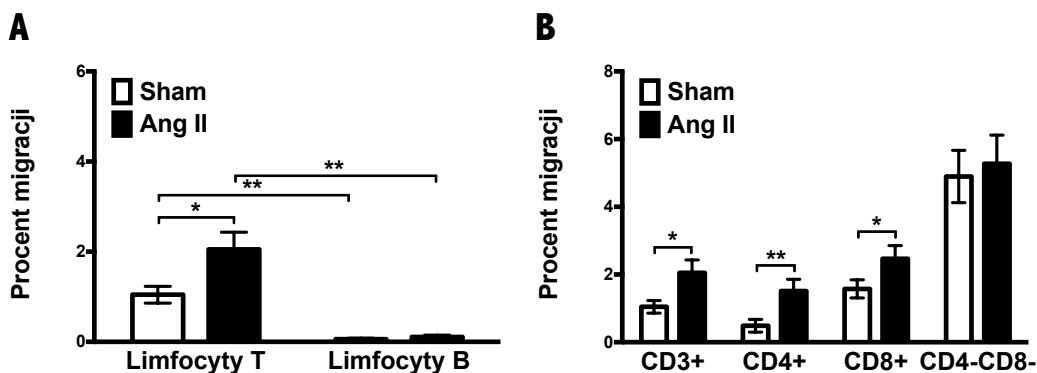 A
Procent migracji
6
4
2
0
Sham
Ang II
**
**
*
Limfocyty T
Limfocyty B
B
Procent migracji
8
6
4
2
0
Sham
Ang II
*
**
*
CD3+
CD4+
CD8+
CD4-CD8-